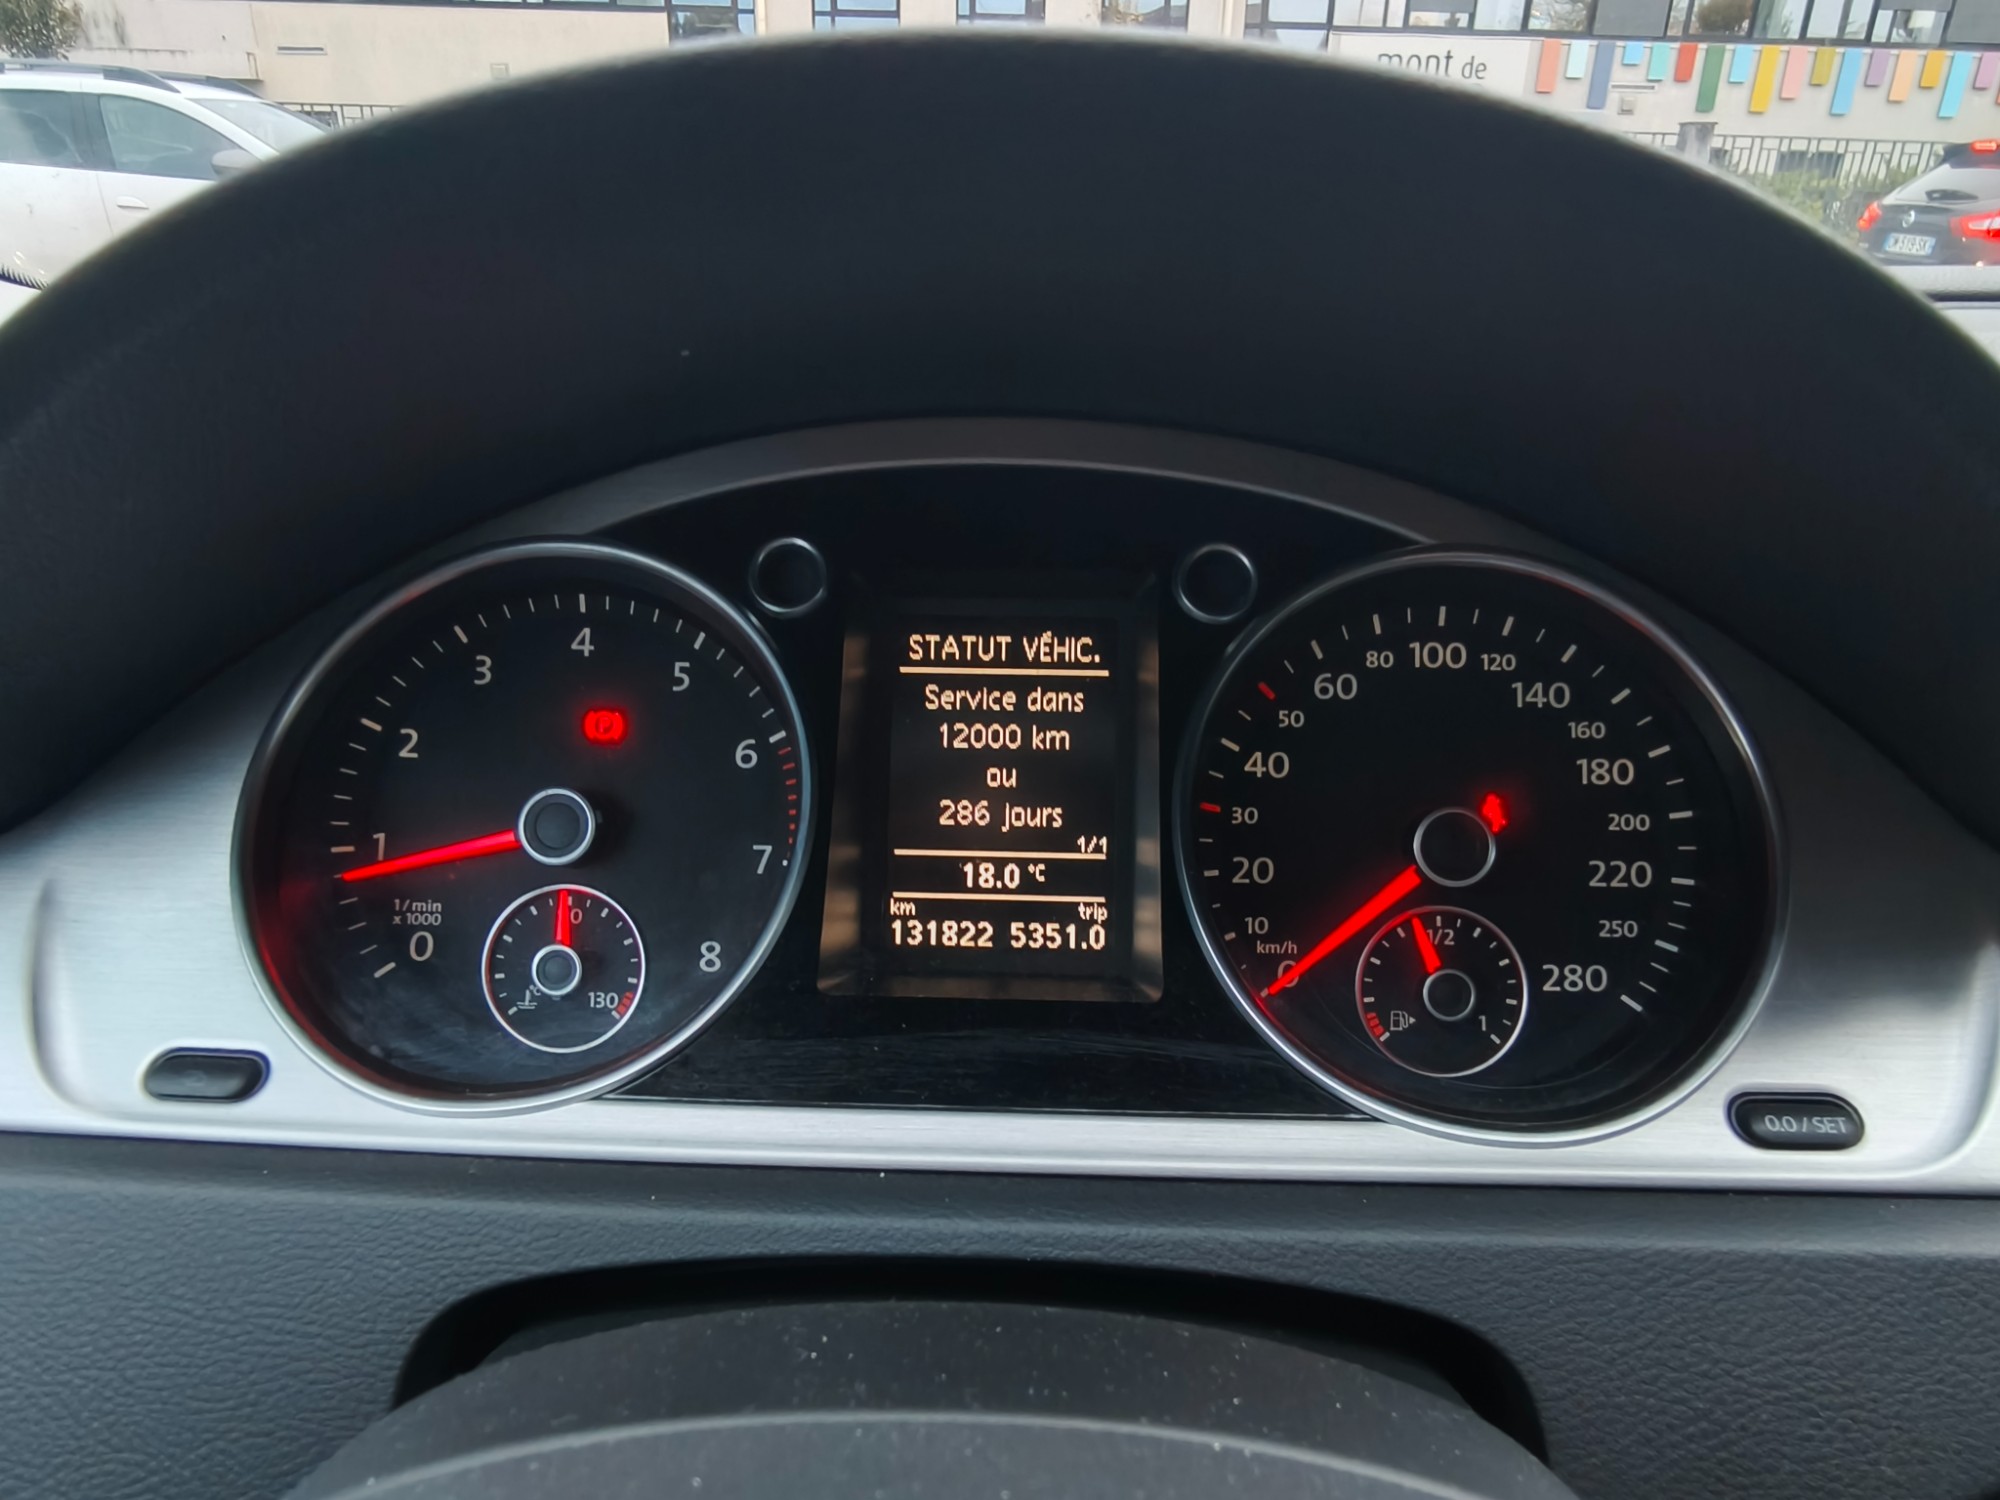 mont de
1
2
3
4
5
6
7
8
0
1/min
x 1000
130
°C
STATUT VÉHIC.
Service dans
12000 km
ou
286 jours
1/1
18.0 °C
km trip
131822 5351.0
0
10
20
30
40
50
60
80
100
120
140
160
180
200
220
250
280
km/h
1/2
1
0.0 / SET